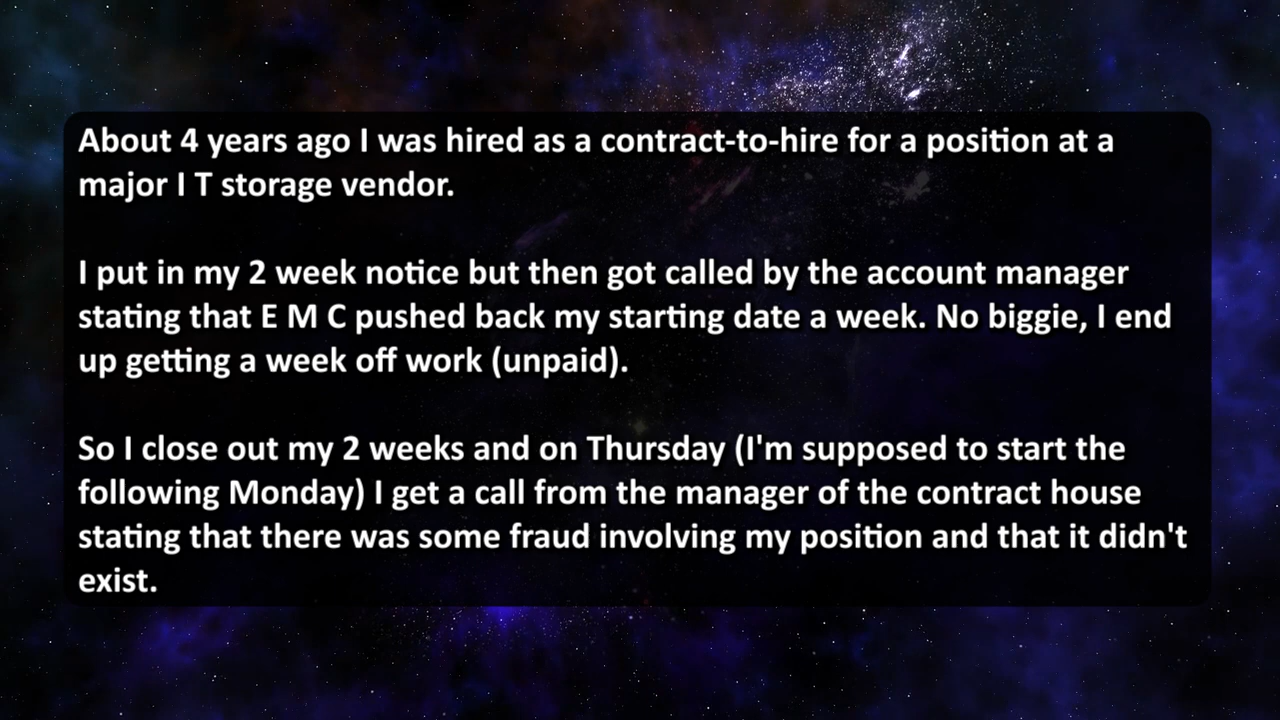 About 4 years ago I was hired as a contract-to-hire for a position at a
major I T storage vendor.
I put in my 2 week notice but then got called by the account manager
stating that E M C pushed back my starting date a week. No biggie, I end
up getting a week off work (unpaid).
So I close out my 2 weeks and on Thursday (I'm supposed to start the
following Monday) I get a call from the manager of the contract house
stating that there was some fraud involving my position and that it didn't
exist.